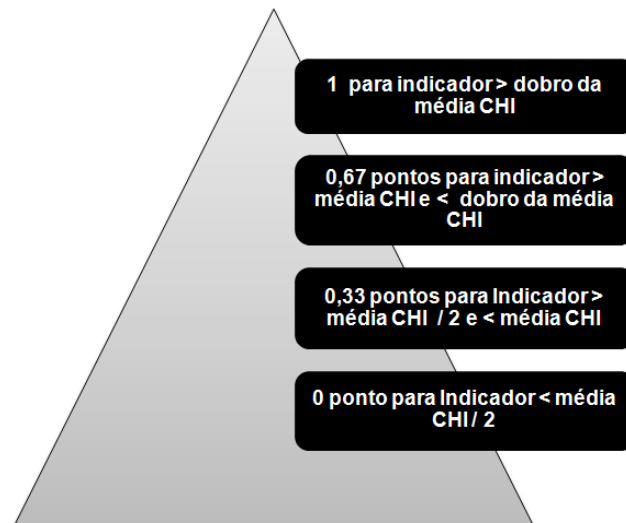 1 para indicador > dobro da
média CHI
0,67 pontos para indicador >
média CHI e < dobro da média
CHI
0,33 pontos para Indicador >
média CHI / 2 e < média CHI
0 ponto para Indicador < média
CHI / 2